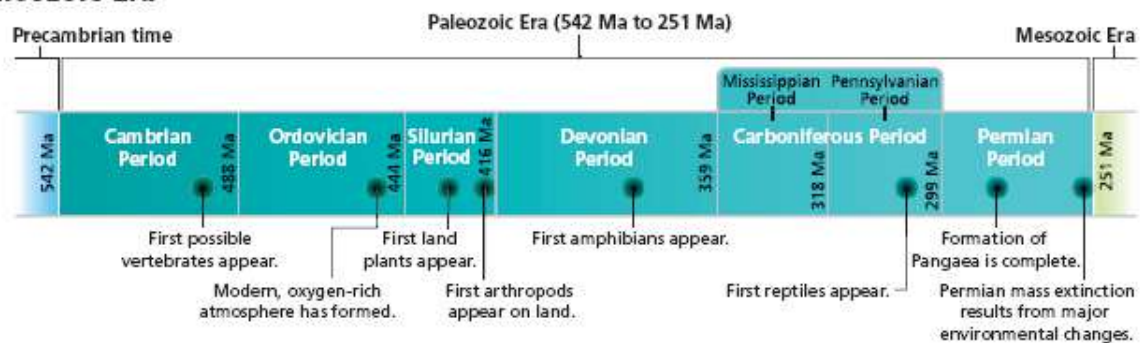 Paleozoic Era (542 Ma to 251 Ma)
Precambrian time
Mesozoic Era
Mississippian
Period
Pennsylvanian
Period
542 Ma
Cambrian
Period
488 Ma
Ordovician
Period
444 Ma
Silurian
Period
416 Ma
Devonian
Period
359 Ma
Carboniferous Period
318 Ma
299 Ma
Permian
Period
251 Ma
First possible
vertebrates appear.
Modern, oxygen-rich
atmosphere has formed.
First land
plants appear.
First arthropods
appear on land.
First amphibians appear.
First reptiles appear.
Formation of
Pangaea is complete.
Permian mass extinction
results from major
environmental changes.